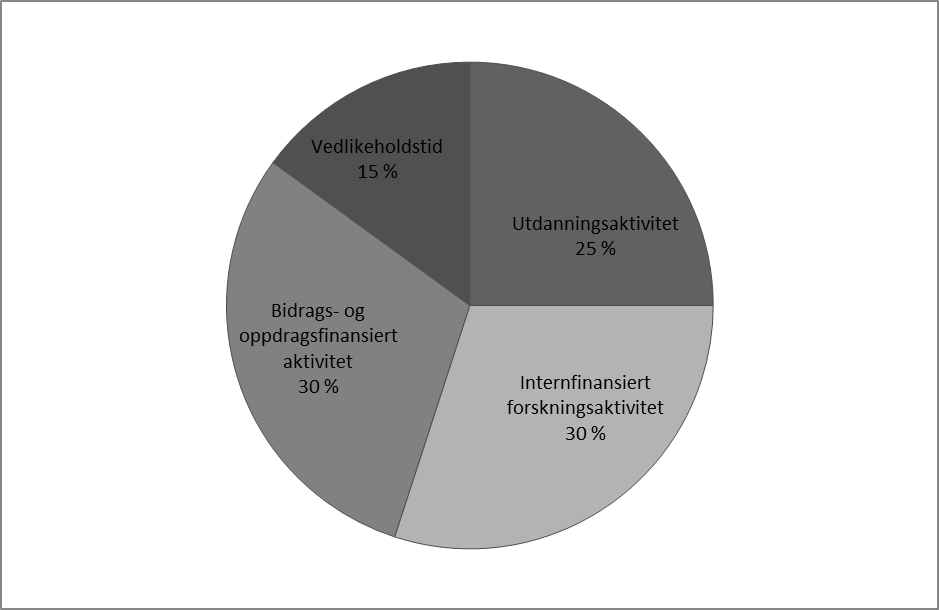 Vedlikeholdstid
15 %
Utdanningsaktivitet
25 %
Bidrags- og
oppdragsfinansiert
aktivitet
30 %
Internfinansiert
forskningsaktivitet
30 %